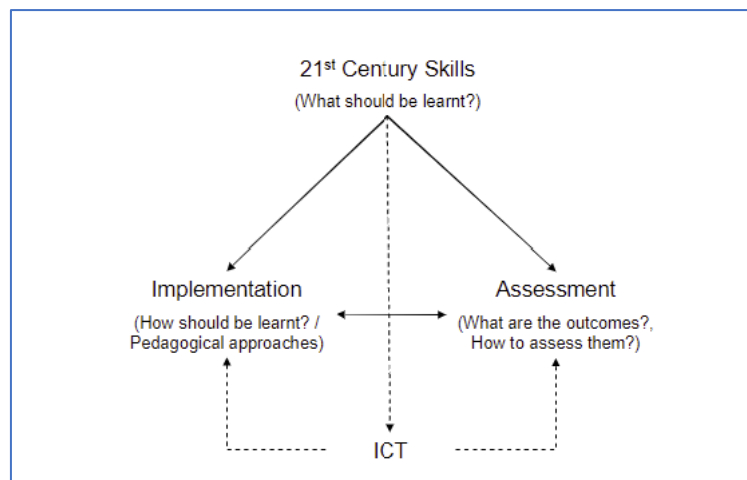 21st Century Skills
(What should be learnt?)
Implementation
(How should be learnt? /
Pedagogical approaches)
Assessment
(What are the outcomes?,
How to assess them?)
ICT